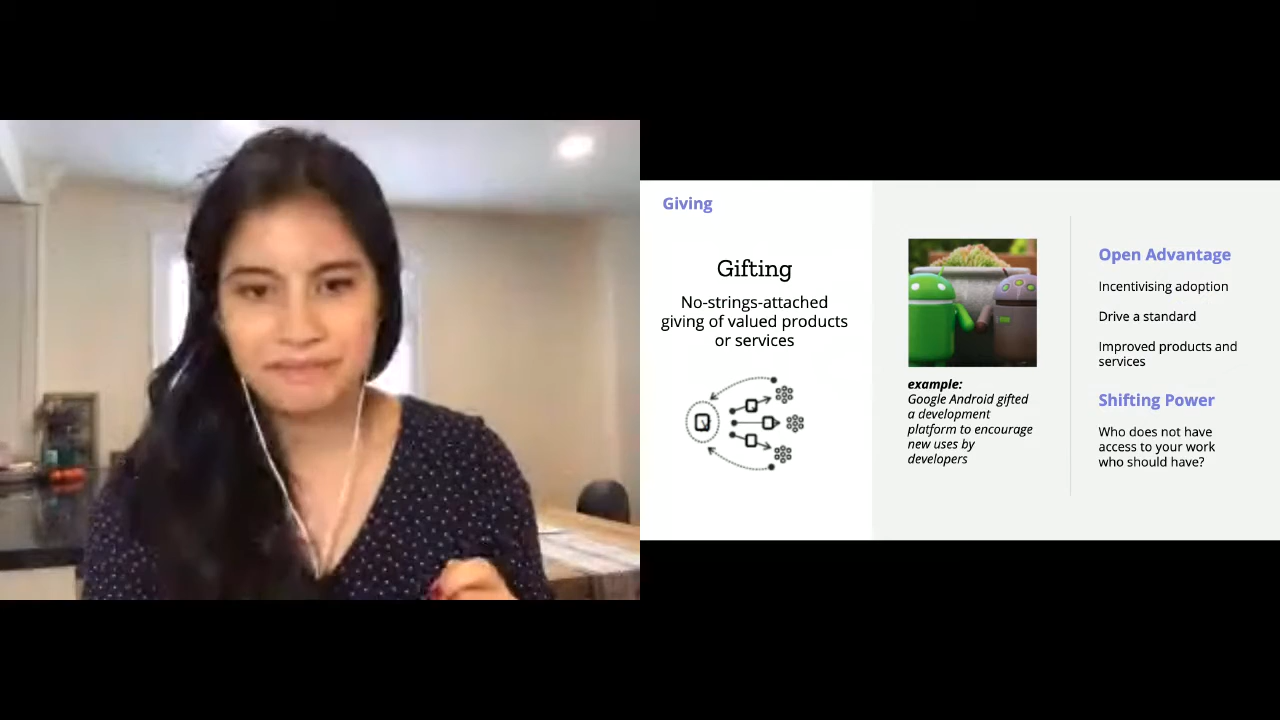 Giving
Gifting
No-strings-attached
giving of valued products
or services
example:
Google Android gifted
a development
platform to encourage
new uses by
developers
Open Advantage
Incentivising adoption
Drive a standard
Improved products and
services
Shifting Power
Who does not have
access to your work
who should have?